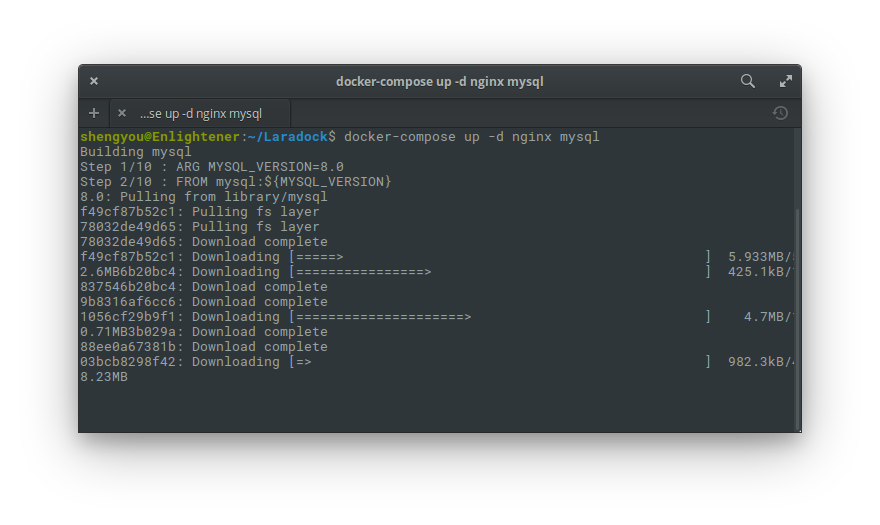 docker-compose up -d nginx mysql
...se up -d nginx mysql
shengyou@Enlightener:~/Laradock$ docker-compose up -d nginx mysql
Building mysql
Step 1/10 : ARG MYSQL_VERSION=8.0
Step 2/10 : FROM mysql:${MYSQL_VERSION}
8.0: Pulling from library/mysql
f49cf87b52c1: Pulling fs layer
78032de49d65: Pulling fs layer
78032de49d65: Download complete
f49cf87b52c1: Downloading [=====> ] 5.933MB/
2.6MB6b20bc4: Downloading [================> ] 425.1kB/
837546b20bc4: Download complete
9b8316af6cc6: Download complete
1056cf29b9f1: Downloading [=====================> ] 4.7MB/
0.71MB3b029a: Download complete
88ee0a67381b: Download complete
03bcb8298f42: Downloading [=> ] 982.3kB/
8.23MB